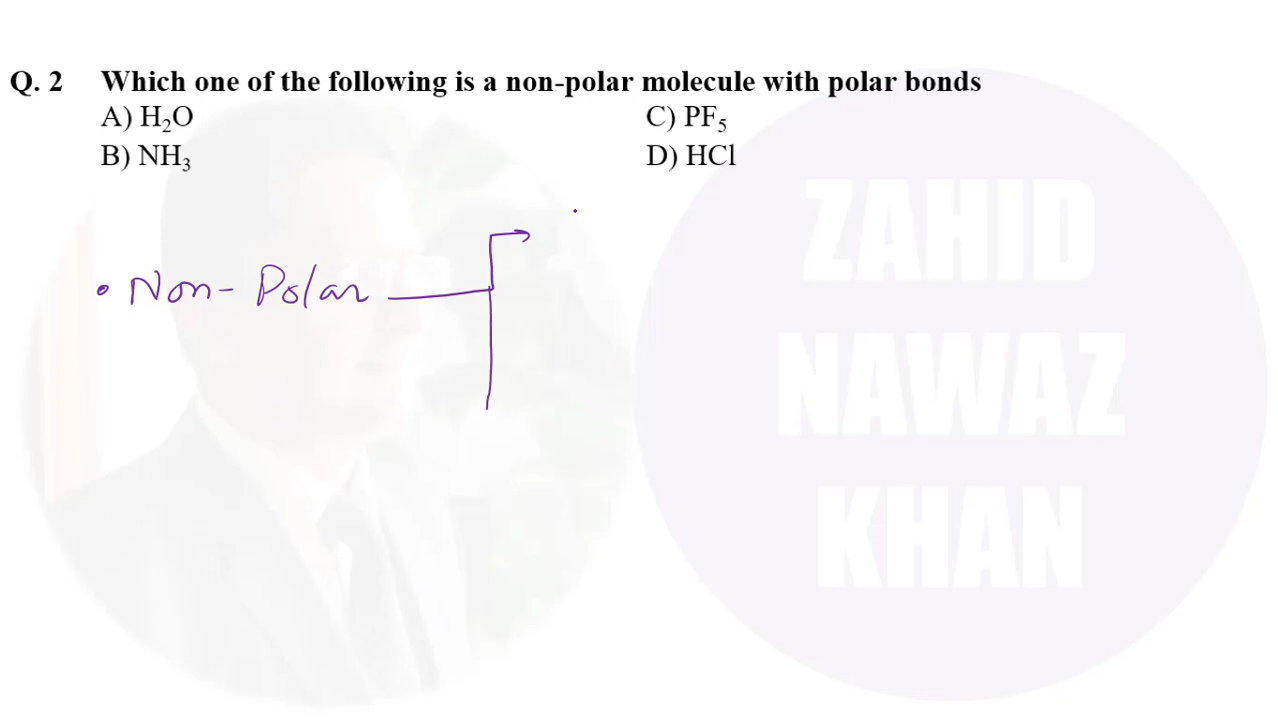 Q. 2 Which one of the following is a non-polar molecule with polar bonds
A) H₂O C) PF₅
B) NH₃ D) HCl
• Non-Polar
ZAHID
NAWAZ
KHAN